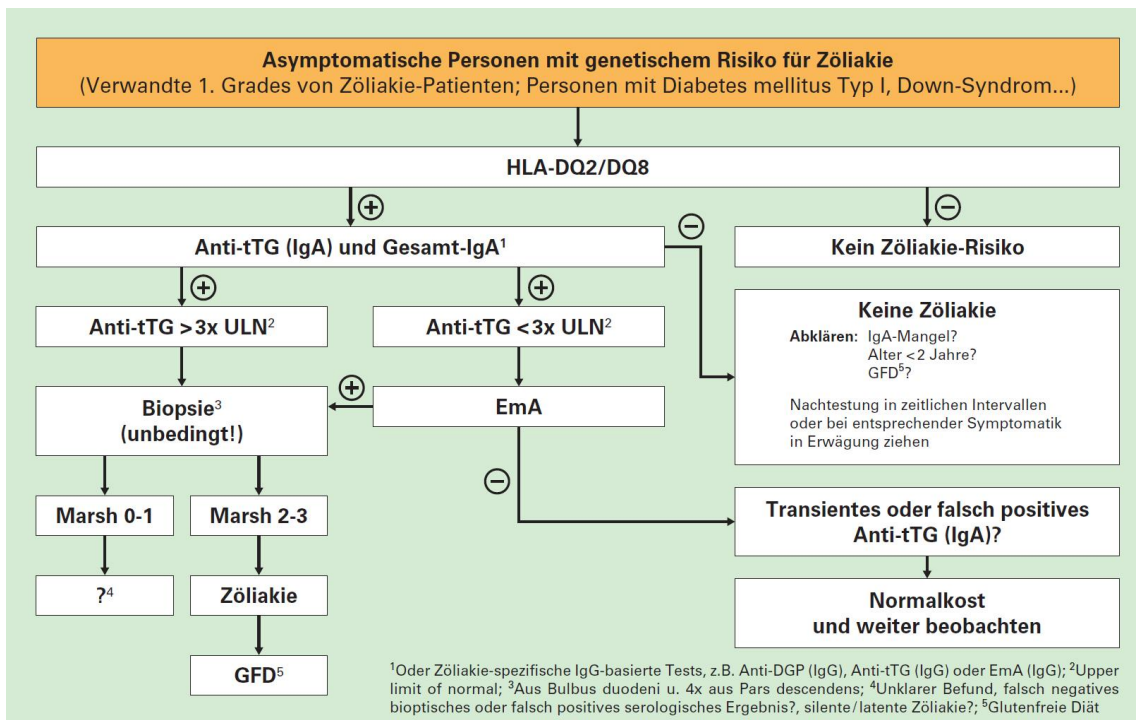 Asymptomatische Personen mit genetischem Risiko für Zöliakie
(Verwandte 1. Grades von Zöliakie-Patienten; Personen mit Diabetes mellitus Typ I, Down-Syndrom...)
HLA-DQ2/DQ8
+
−
Anti-tTG (IgA) und Gesamt-IgA¹
−
Kein Zöliakie-Risiko
+
+
Anti-tTG >3x ULN²
Anti-tTG <3x ULN²
Keine Zöliakie
Abklären: IgA-Mangel?
Alter <2 Jahre?
GFD⁵?
Nachtestung in zeitlichen Intervallen
oder bei entsprechender Symptomatik
in Erwägung ziehen
Biopsie³
(unbedingt!)
+
EmA
−
Marsh 0-1
Marsh 2-3
Transientes oder falsch positives
Anti-tTG (IgA)?
?⁴
Zöliakie
Normalkost
und weiter beobachten
GFD⁵
¹Oder Zöliakie-spezifische IgG-basierte Tests, z.B. Anti-DGP (IgG), Anti-tTG (IgG) oder EmA (IgG); ²Upper
limit of normal; ³Aus Bulbus duodeni u. 4x aus Pars descendens; ⁴Unklarer Befund, falsch negatives
bioptisches oder falsch positives serologisches Ergebnis?, silente/latente Zöliakie?; ⁵Glutenfreie Diät